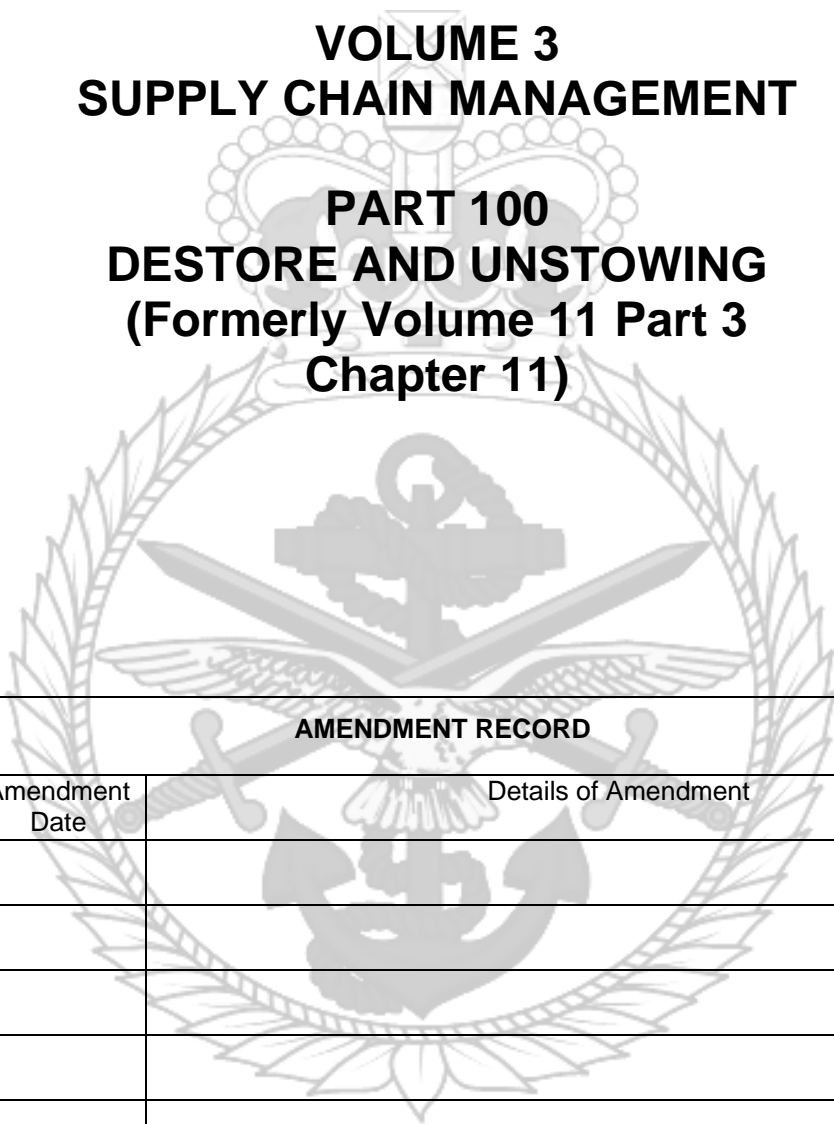 VOLUME 3
SUPPLY CHAIN MANAGEMENT
PART 100
DESTORE AND UNSTOWING
(Formerly Volume 11 Part 3
Chapter 11)
AMENDMENT RECORD
Amendment
Date
Details of Amendment